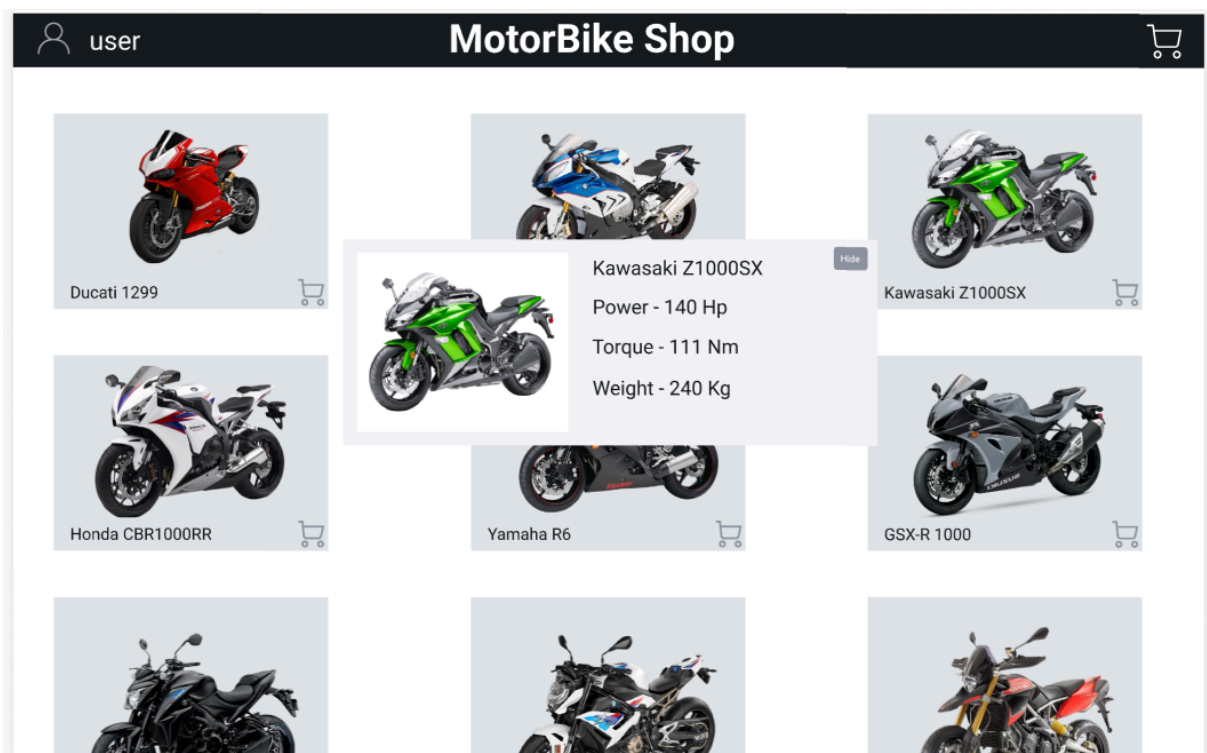 user
MotorBike Shop
Ducati 1299
Kawasaki Z1000SX
Kawasaki Z1000SX
Power - 140 Hp
Torque - 111 Nm
Weight - 240 Kg
Hide
Honda CBR1000RR
Yamaha R6
GSX-R 1000